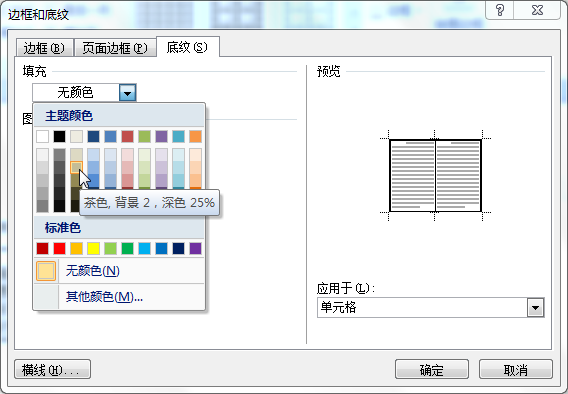 边框和底纹
边框(B)
页面边框(P)
底纹(S)
填充
无颜色
主题颜色
茶色, 背景 2，深色 25%
标准色
无颜色(N)
其他颜色(M)...
预览
应用于(L):
单元格
横线(H)...
确定
取消